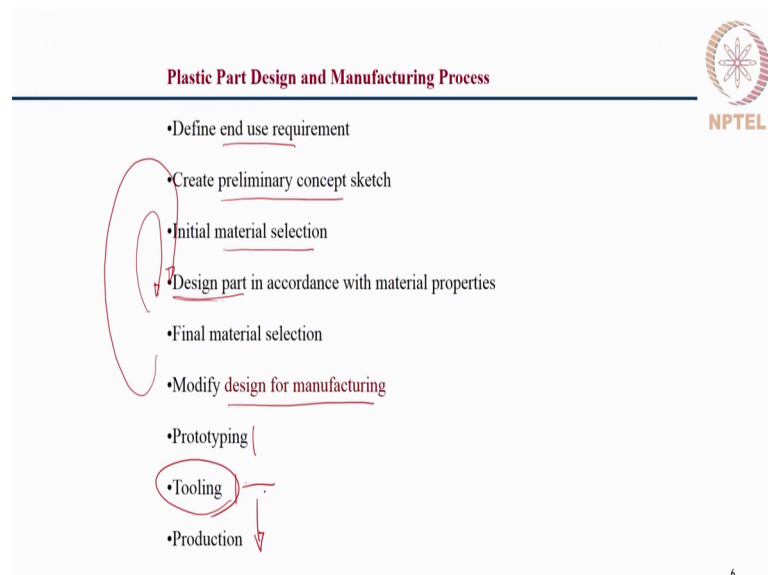 Plastic Part Design and Manufacturing Process
NPTEL
•Define end use requirement
•Create preliminary concept sketch
•Initial material selection
•Design part in accordance with material properties
•Final material selection
•Modify design for manufacturing
•Prototyping
•Tooling
•Production
6